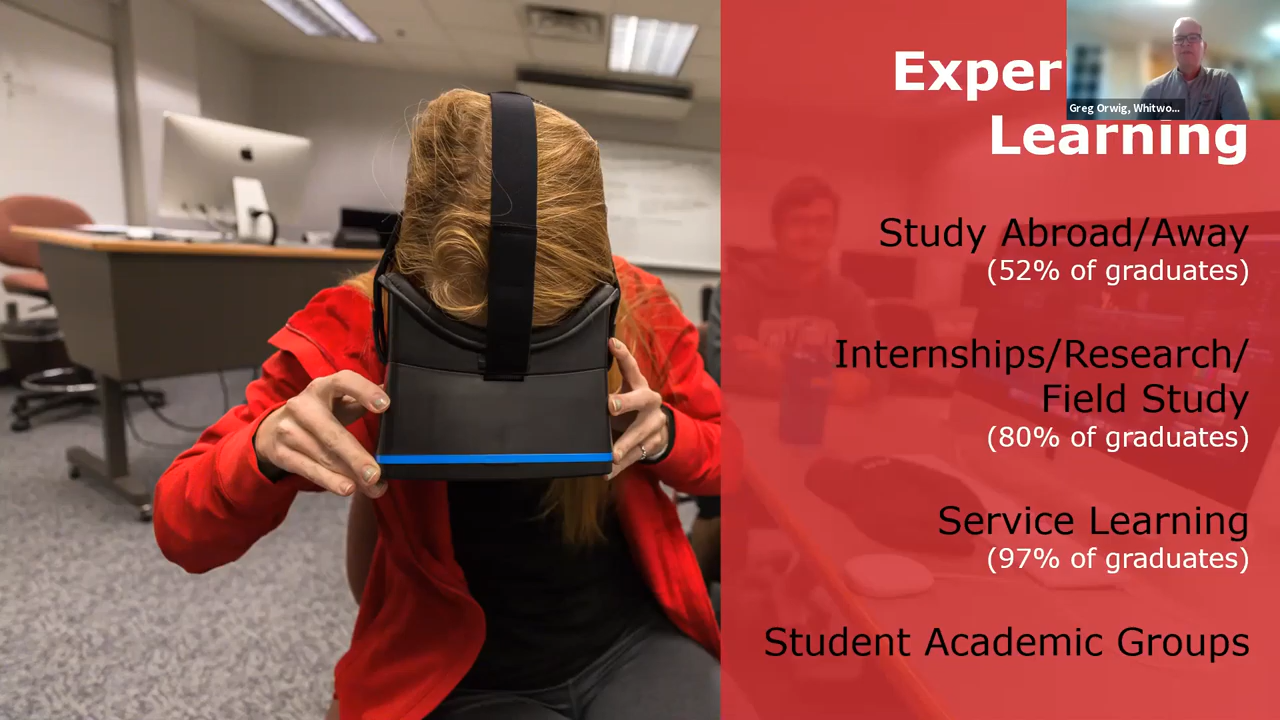 Exper
Learning
Greg Orwig, Whitwo...
Study Abroad/Away
(52% of graduates)
Internships/Research/
Field Study
(80% of graduates)
Service Learning
(97% of graduates)
Student Academic Groups